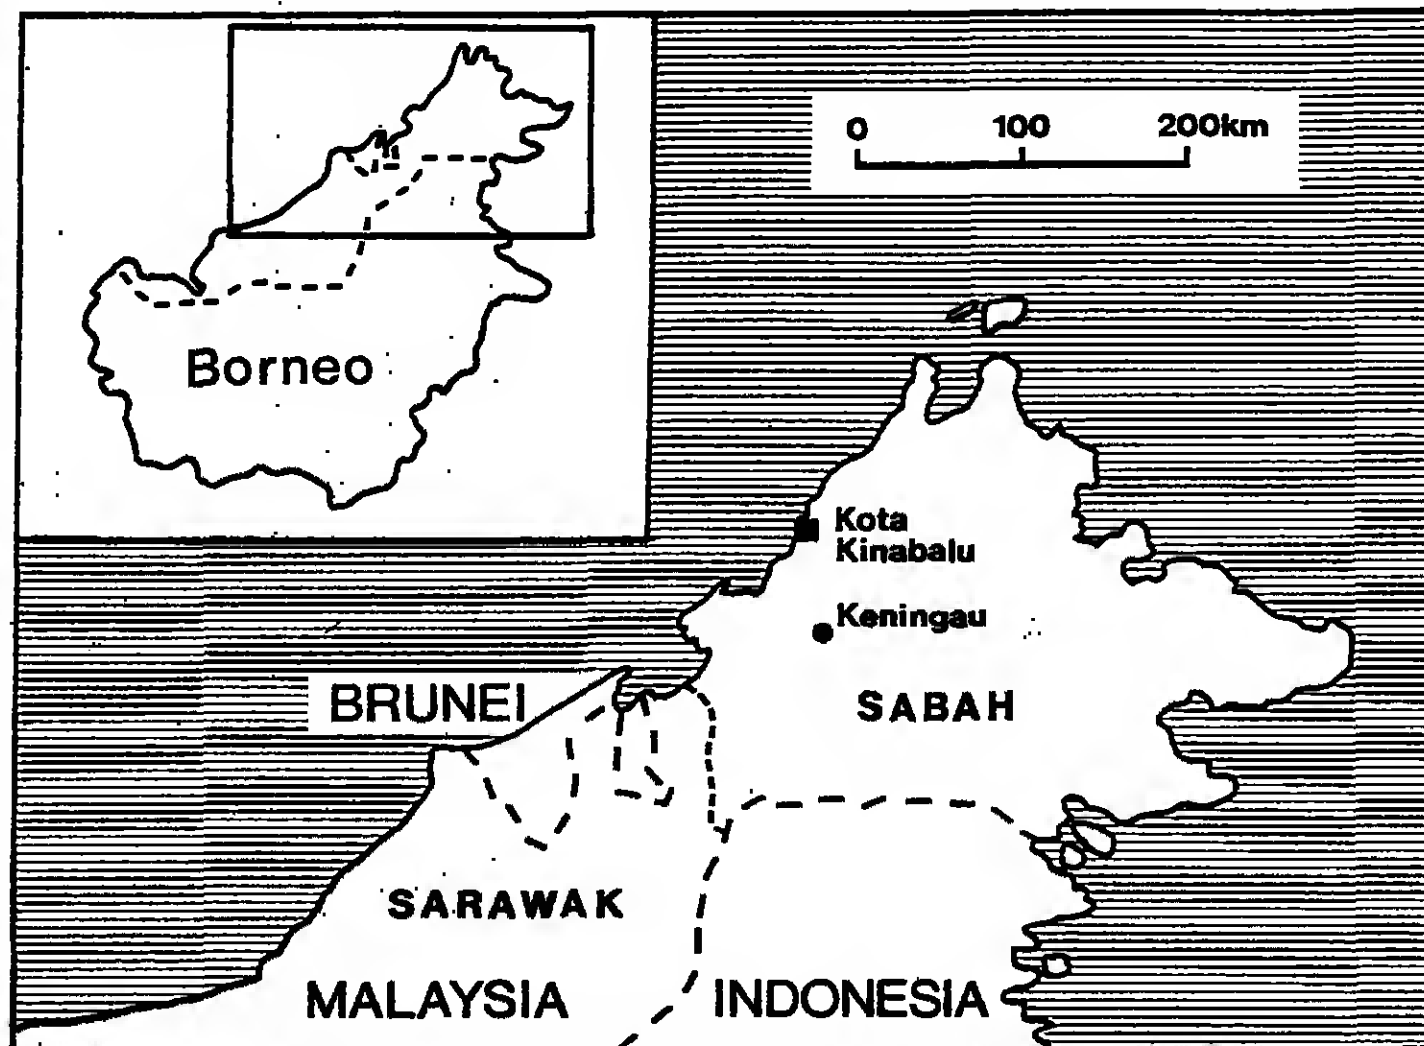 0 100 200km
Borneo
Kota
Kinabalu
Keningau
BRUNEI
SABAH
SARAWAK
MALAYSIA INDONESIA